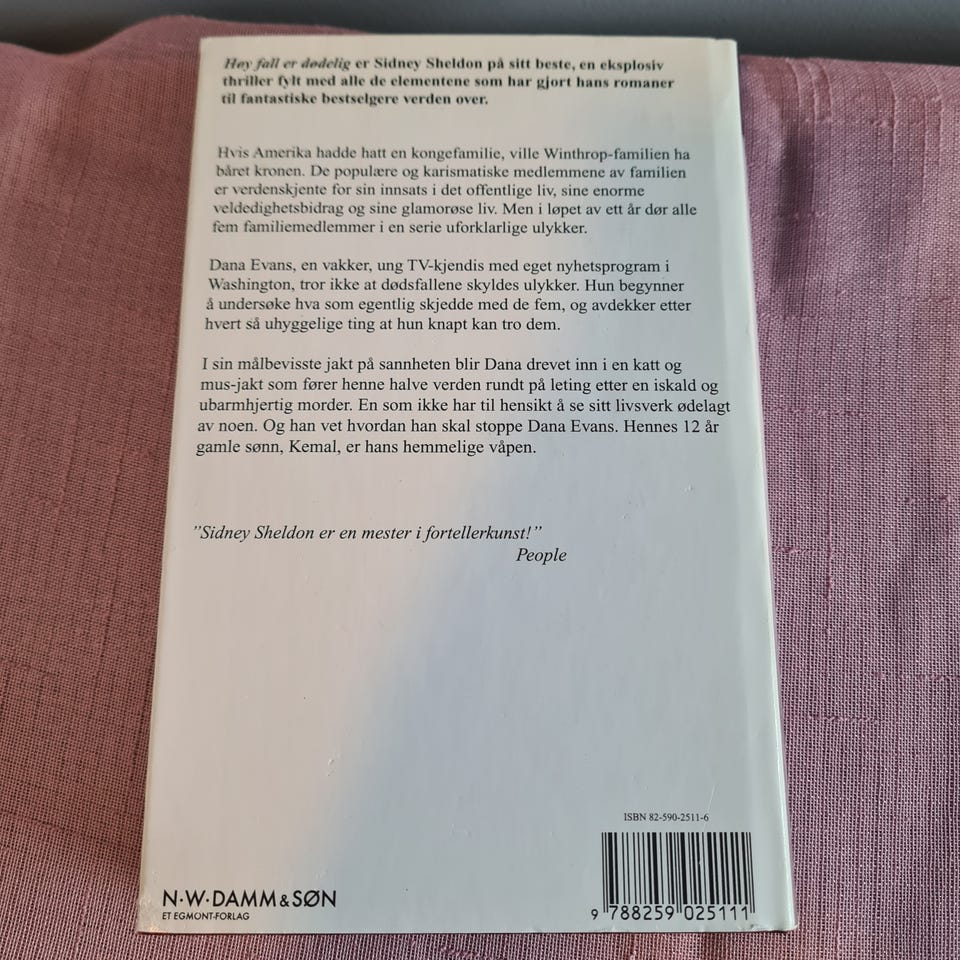 Høy fall er dødelig er Sidney Sheldon på sitt beste, en eksplosiv
thriller fylt med alle de elementene som har gjort hans romaner
til fantastiske bestselgere verden over.
Hvis Amerika hadde hatt en kongefamilie, ville Winthrop-familien ha
båret kronen. De populære og karismatiske medlemmene av familien
er verdenskjente for sin innsats i det offentlige liv, sine enorme
veldedighetsbidrag og sine glamorøse liv. Men i løpet av ett år dør alle
fem familiemedlemmer i en serie uforklarlige ulykker.
Dana Evans, en vakker, ung TV-kjendis med eget nyhetsprogram i
Washington, tror ikke at dødsfallene skyldes ulykker. Hun begynner
å undersøke hva som egentlig skjedde med de fem, og avdekker etter
hvert så uhyggelige ting at hun knapt kan tro dem.
I sin målbevisste jakt på sannheten blir Dana drevet inn i en katt og
mus-jakt som fører henne halve verden rundt på leting etter en iskald og
ubarmhjertig morder. En som ikke har til hensikt å se sitt livsverk ødelagt
av noen. Og han vet hvordan han skal stoppe Dana Evans. Hennes 12 år
gamle sønn, Kemal, er hans hemmelige våpen.
”Sidney Sheldon er en mester i fortellerkunst!”
People
ISBN 82-590-2511-6
N·W·DAMM & SØN
ET EGMONT-FORLAG
9 788259 025111